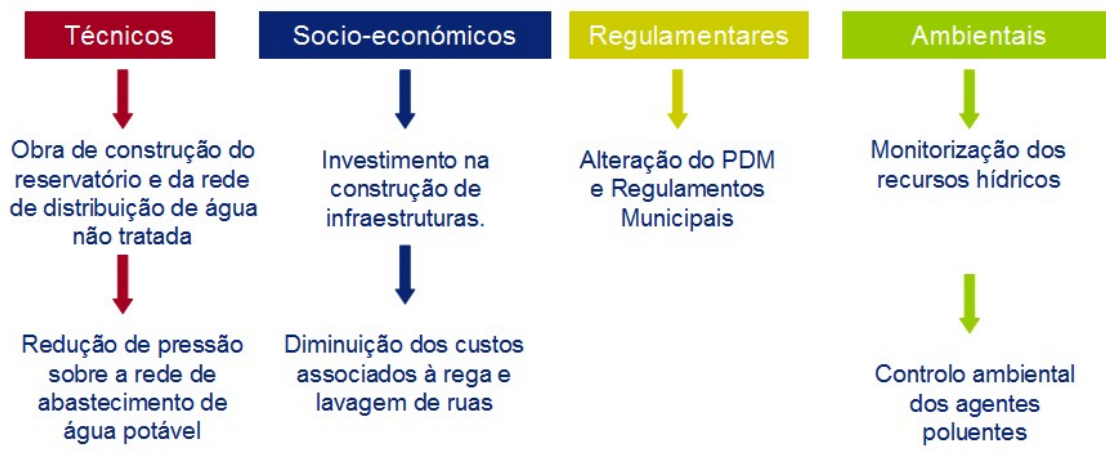 Técnicos
Obra de construção do
reservatório e da rede
de distribuição de água
não tratada
Redução de pressão
sobre a rede de
abastecimento de
água potável
Socio-económicos
Investimento na
construção de
infraestruturas.
Diminuição dos custos
associados à rega e
lavagem de ruas
Regulamentares
Alteração do PDM
e Regulamentos
Municipais
Ambientais
Monitorização dos
recursos hídricos
Controlo ambiental
dos agentes
poluentes